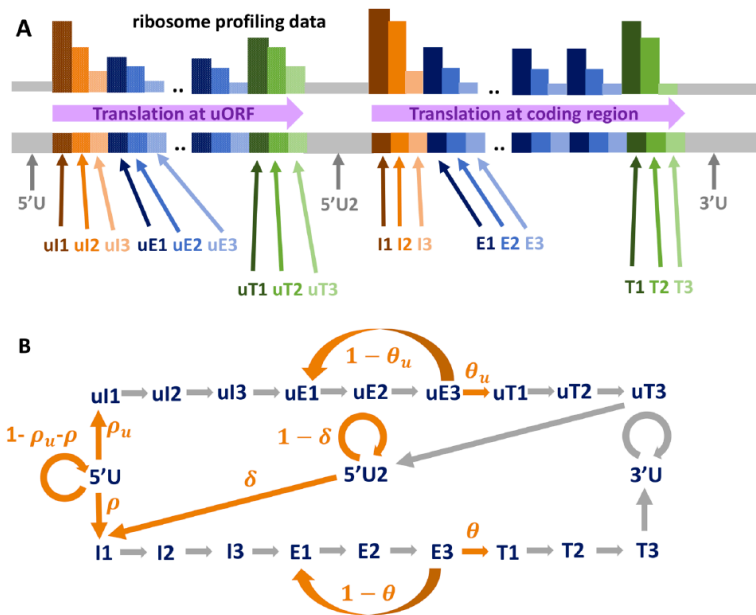 A
ribosome profiling data
..
..
Translation at uORF
Translation at coding region
..
..
5'U
5'U2
3'U
uI1 uI2 uI3 uE1 uE2 uE3
I1 I2 I3
E1 E2 E3
uT1 uT2 uT3
T1 T2 T3
B
1 − θᵤ
θᵤ
uI1 uI2 uI3 uE1 uE2 uE3 uT1 uT2 uT3
1- ρᵤ-ρ
ρᵤ
1 − δ
5'U
δ
5'U2
3'U
ρ
θ
I1 I2 I3 E1 E2 E3 T1 T2 T3
1 − θ